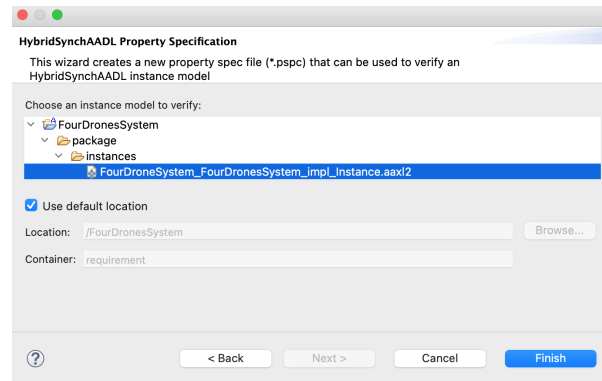 HybridSynchAADL Property Specification
This wizard creates a new property spec file (*.pspc) that can be used to verify an
HybridSynchAADL instance model
Choose an instance model to verify:
FourDronesSystem
package
instances
FourDroneSystem_FourDronesSystem_impl_Instance.aaxl2
Use default location
Location: /FourDronesSystem Browse...
Container: requirement
? < Back Next > Cancel Finish